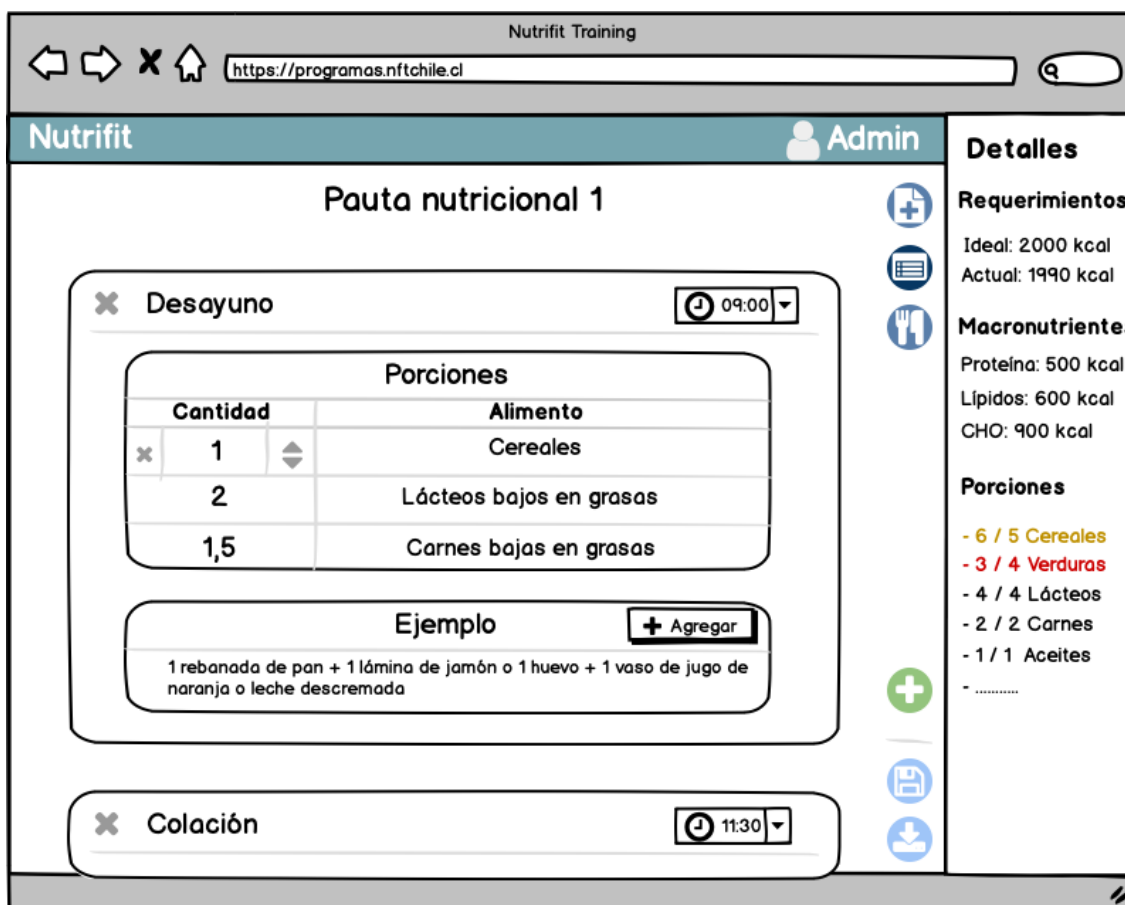 Nutrifit Training
https://programas.nftchile.cl
Nutrifit
Admin
Pauta nutricional 1
Desayuno
09:00
Porciones
Cantidad Alimento
1 Cereales
2 Lácteos bajos en grasas
1,5 Carnes bajas en grasas
Ejemplo
Agregar
1 rebanada de pan + 1 lámina de jamón o 1 huevo + 1 vaso de jugo de
naranja o leche descremada
Colación
11:30
Detalles
Requerimientos
Ideal: 2000 kcal
Actual: 1990 kcal
Macronutrientes
Proteína: 500 kcal
Lípidos: 600 kcal
CHO: 900 kcal
Porciones
- 6 / 5 Cereales
- 3 / 4 Verduras
- 4 / 4 Lácteos
- 2 / 2 Carnes
- 1 / 1 Aceites
- ...........